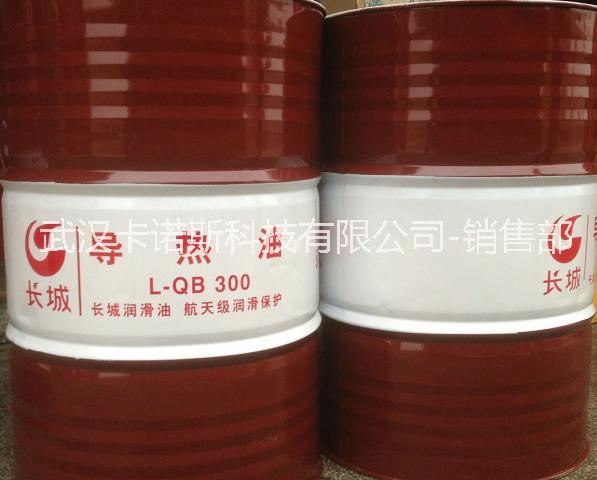 武汉卡诺斯科技有限公司-销售部
长城
导热油
L-QB 300
长城润滑油 航天级润滑保护
导
长城